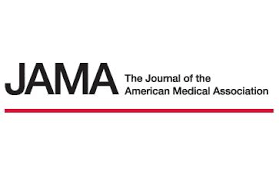 JAMA
The Journal of the
American Medical Association